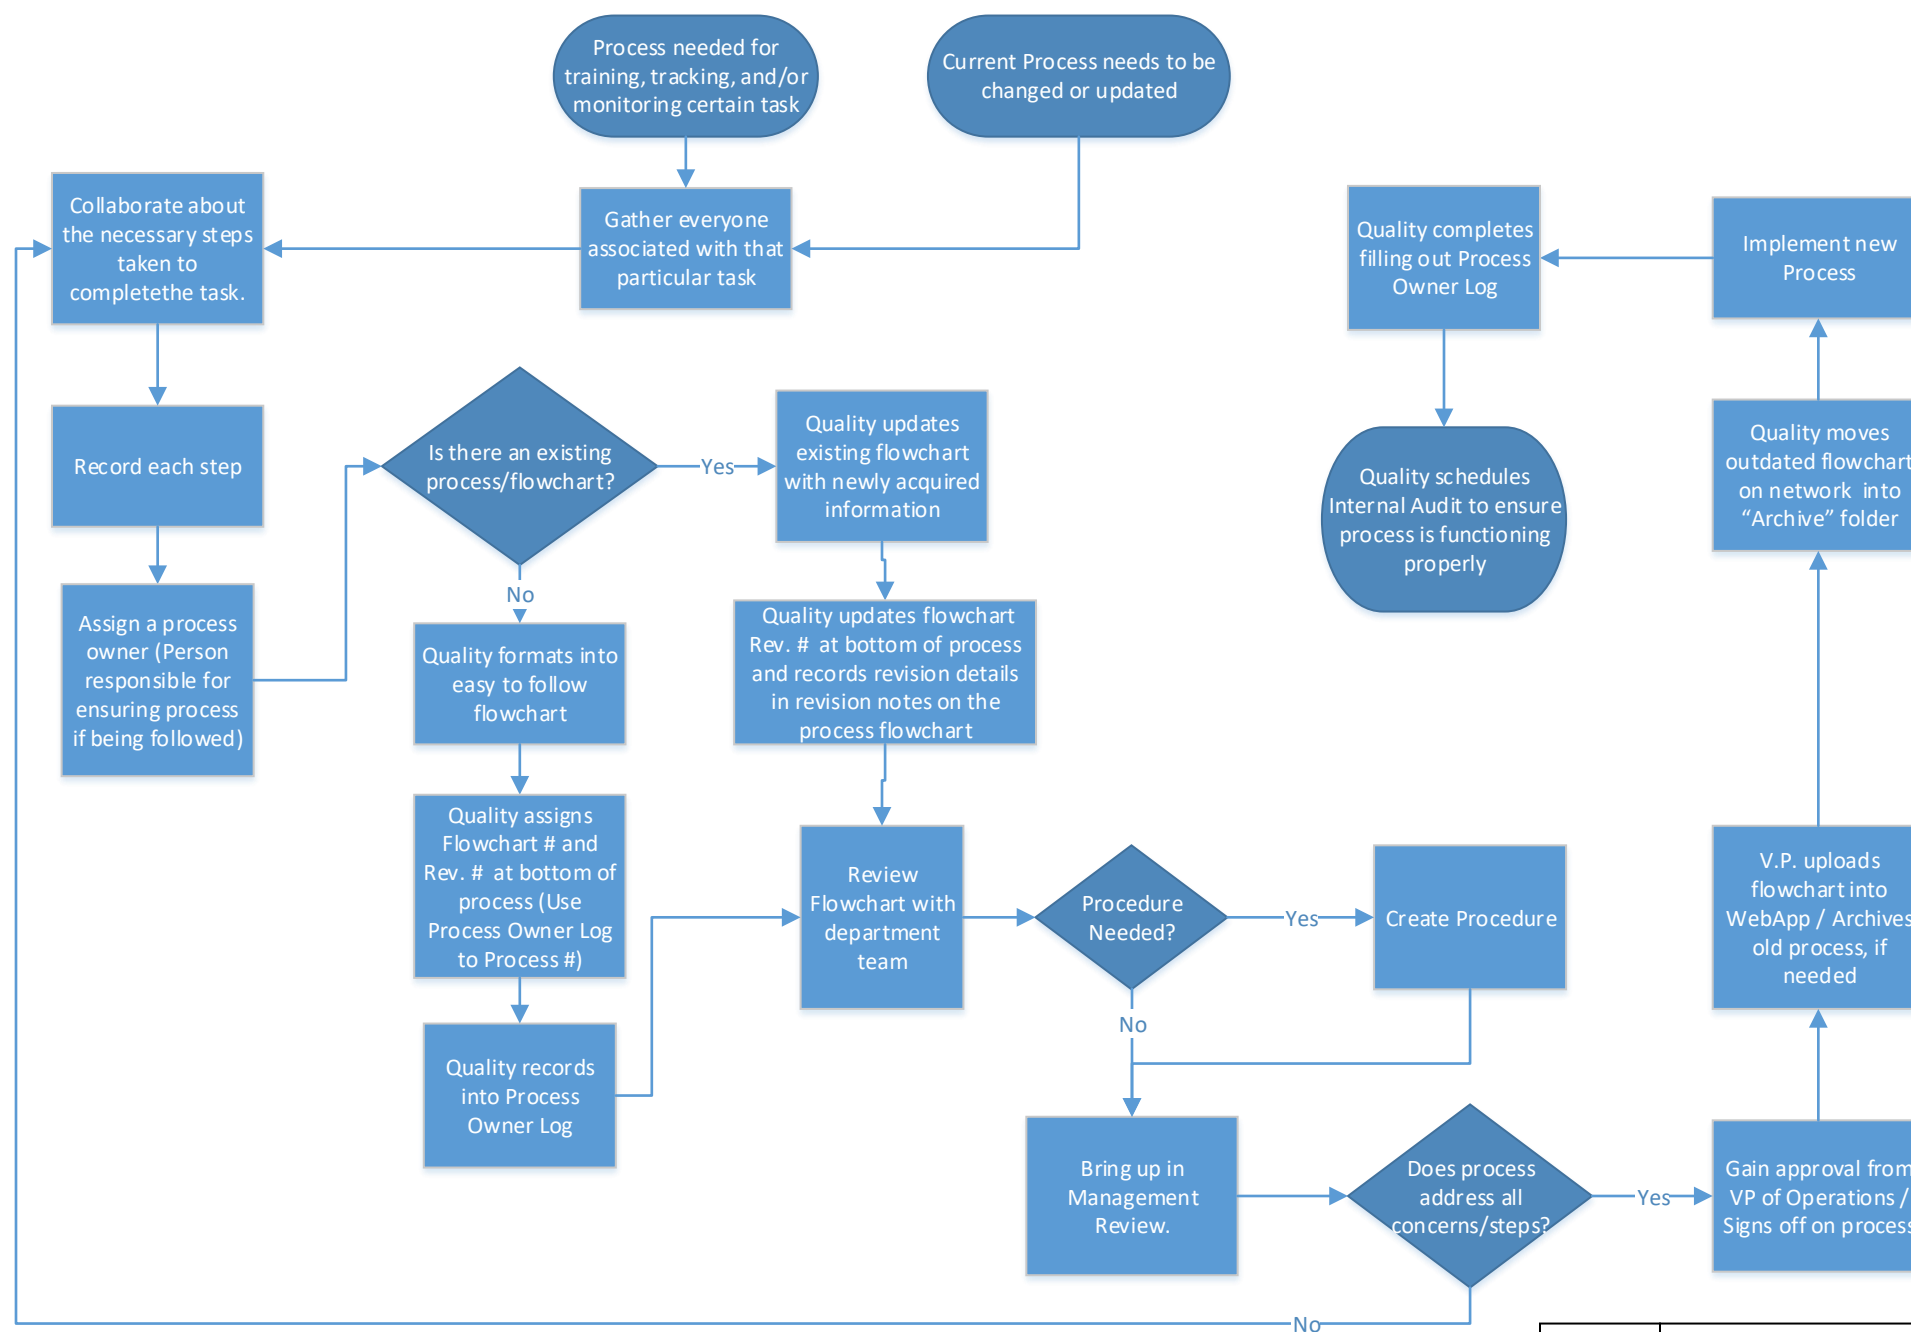 Process needed for
training, tracking, and/or
monitoring certain task
Current Process needs to be
changed or updated
Collaborate about
the necessary steps
taken to
completethe task.
Gather everyone
associated with that
particular task
Quality completes
filling out Process
Owner Log
Implement new
Process
Record each step
Is there an existing
process/flowchart?
Yes
No
Quality updates
existing flowchart
with newly acquired
information
Quality schedules
Internal Audit to ensure
process is functioning
properly
Quality moves
outdated flowchart
on network into
“Archive” folder
Assign a process
owner (Person
responsible for
ensuring process
if being followed)
Quality formats into
easy to follow
flowchart
Quality updates flowchart
Rev. # at bottom of process
and records revision details
in revision notes on the
process flowchart
Quality assigns
Flowchart # and
Rev. # at bottom of
process (Use
Process Owner Log
to Process #)
Review
Flowchart with
department
team
Procedure
Needed?
Yes
No
Create Procedure
V.P. uploads
flowchart into
WebApp / Archives
old process, if
needed
Quality records
into Process
Owner Log
Bring up in
Management
Review.
Does process
address all
concerns/steps?
Yes
No
Gain approval from
VP of Operations /
Signs off on process